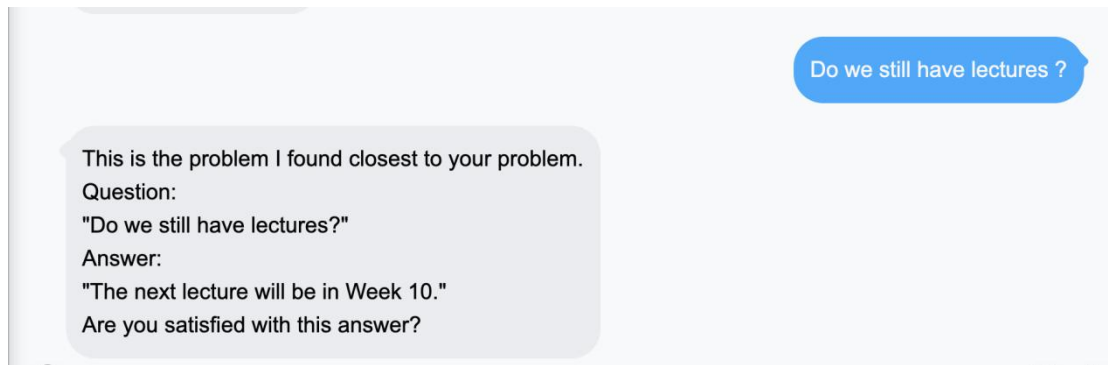 Do we still have lectures ?
This is the problem I found closest to your problem.
Question:
"Do we still have lectures?"
Answer:
"The next lecture will be in Week 10."
Are you satisfied with this answer?